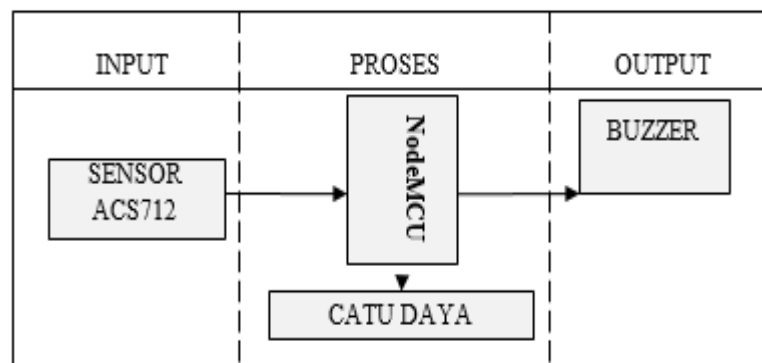 INPUT
PROSES
OUTPUT
SENSOR
ACS712
NodeMCU
BUZZER
CATU DAYA